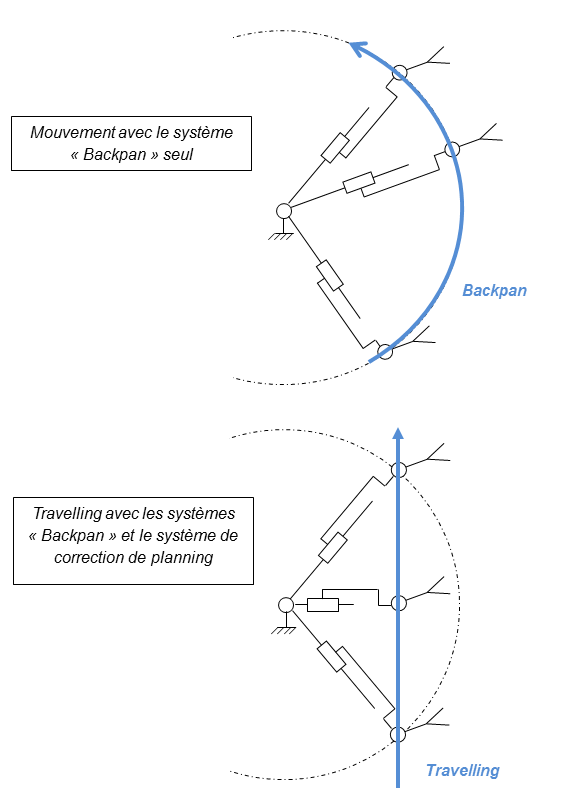 Mouvement avec le système
« Backpan » seul
Backpan
Travelling avec les systèmes
« Backpan » et le système de
correction de planning
Travelling